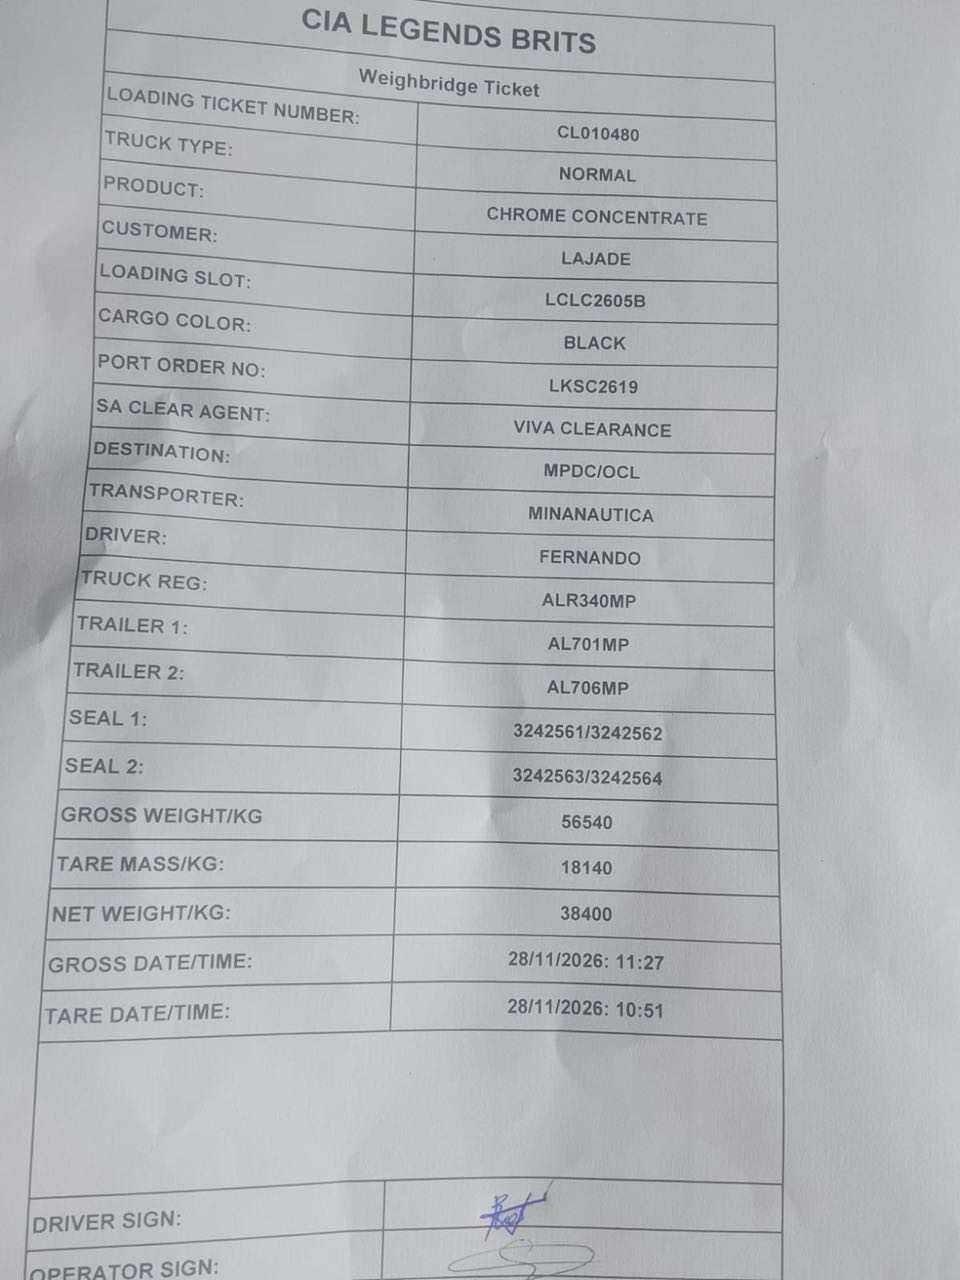 CIA LEGENDS BRITS
Weighbridge Ticket
LOADING TICKET NUMBER: CL010480
TRUCK TYPE: NORMAL
PRODUCT: CHROME CONCENTRATE
CUSTOMER: LAJADE
LOADING SLOT: LCLC2605B
CARGO COLOR: BLACK
PORT ORDER NO: LKSC2619
SA CLEAR AGENT: VIVA CLEARANCE
DESTINATION: MPDC/OCL
TRANSPORTER: MINANAUTICA
DRIVER: FERNANDO
TRUCK REG: ALR340MP
TRAILER 1: AL701MP
TRAILER 2: AL706MP
SEAL 1: 3242561/3242562
SEAL 2: 3242563/3242564
GROSS WEIGHT/KG 56540
TARE MASS/KG: 18140
NET WEIGHT/KG: 38400
GROSS DATE/TIME: 28/11/2026: 11:27
TARE DATE/TIME: 28/11/2026: 10:51
DRIVER SIGN:
OPERATOR SIGN: